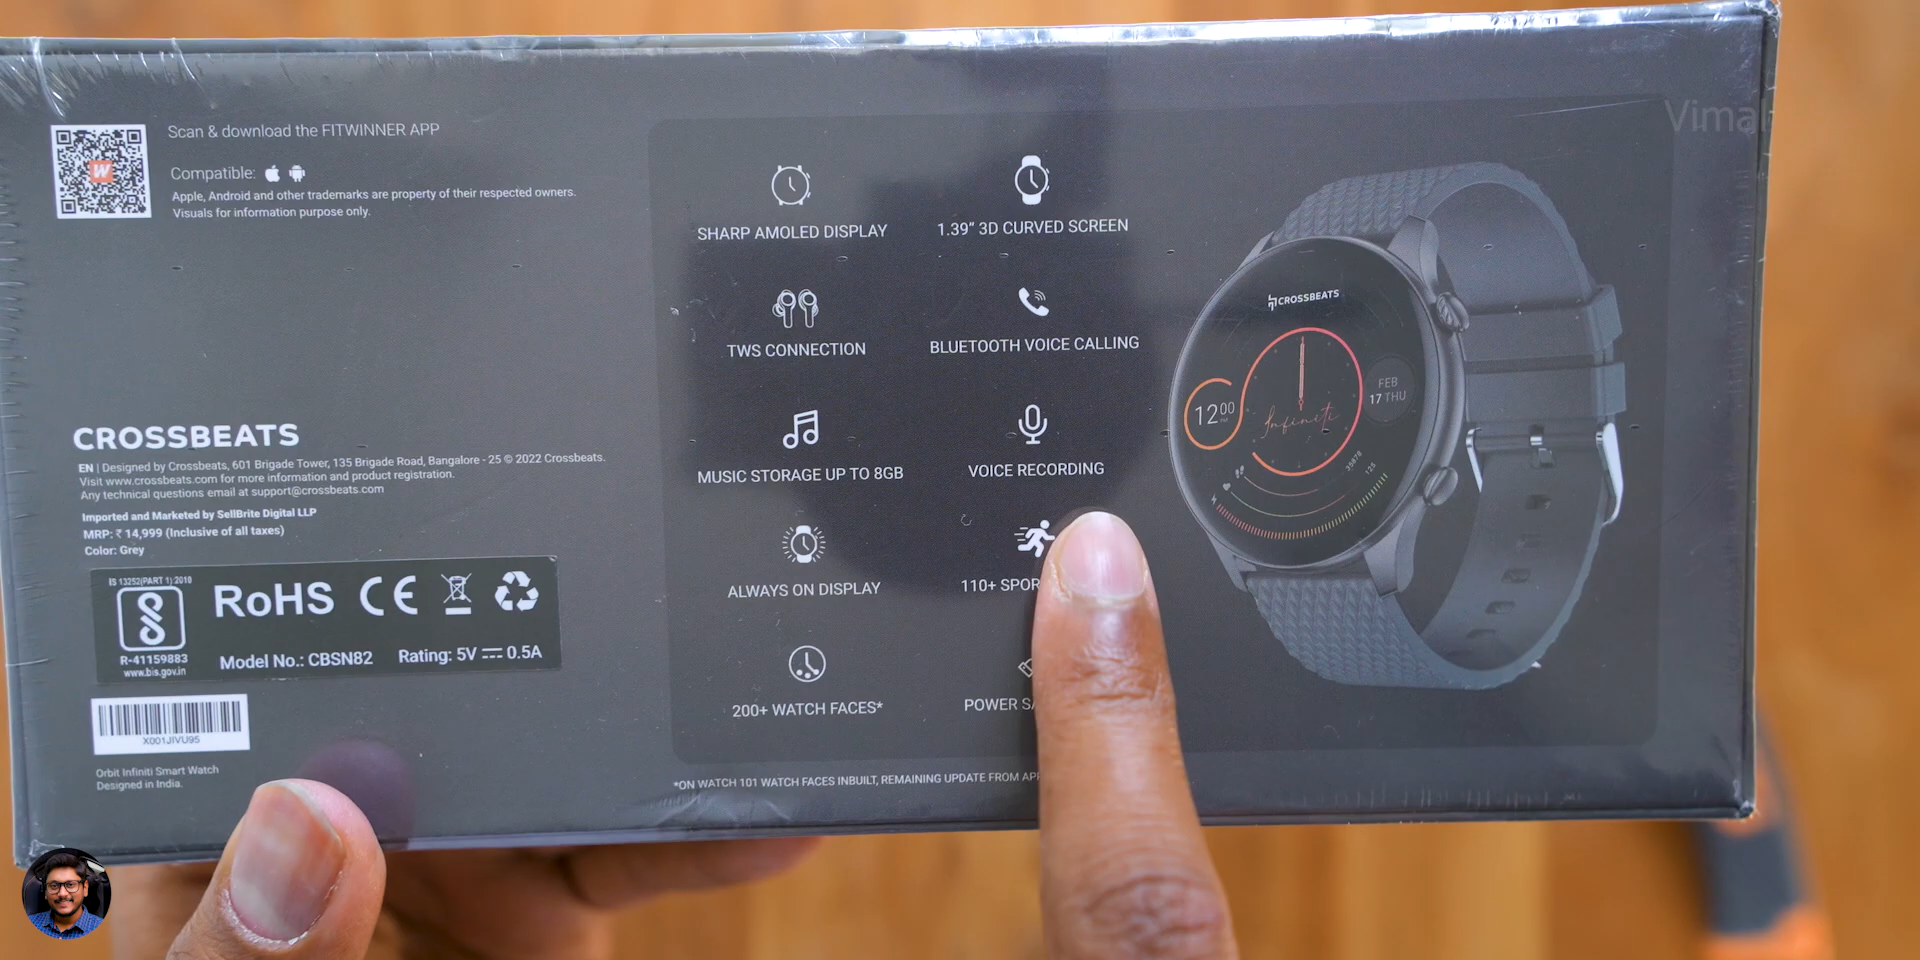 Scan & download the FITWINNER APP
Compatible:
Apple, Android and other trademarks are property of their respected owners.
Visuals for information purpose only.
CROSSBEATS
EN | Designed by Crossbeats, 601 Brigade Tower, 135 Brigade Road, Bangalore - 25 © 2022 Crossbeats.
Visit www.crossbeats.com for more information and product registration.
Any technical questions email at support@crossbeats.com
Imported and Marketed by SellBrite Digital LLP
MRP: ₹ 14,999 (Inclusive of all taxes)
Color: Grey
IS 13252(PART 1):2010
R-41159883
www.bis.gov.in
RoHS CE
Model No.: CBSN82 Rating: 5V 0.5A
X001JIVU95
Orbit Infiniti Smart Watch
Designed in India.
SHARP AMOLED DISPLAY
1.39" 3D CURVED SCREEN
TWS CONNECTION
BLUETOOTH VOICE CALLING
MUSIC STORAGE UP TO 8GB
VOICE RECORDING
ALWAYS ON DISPLAY
110+ SPOR
200+ WATCH FACES*
POWER SA
*ON WATCH 101 WATCH FACES INBUILT, REMAINING UPDATE FROM AP
CROSSBEATS
12:00
FEB
17 THU
Infiniti
35878
125
Vimal